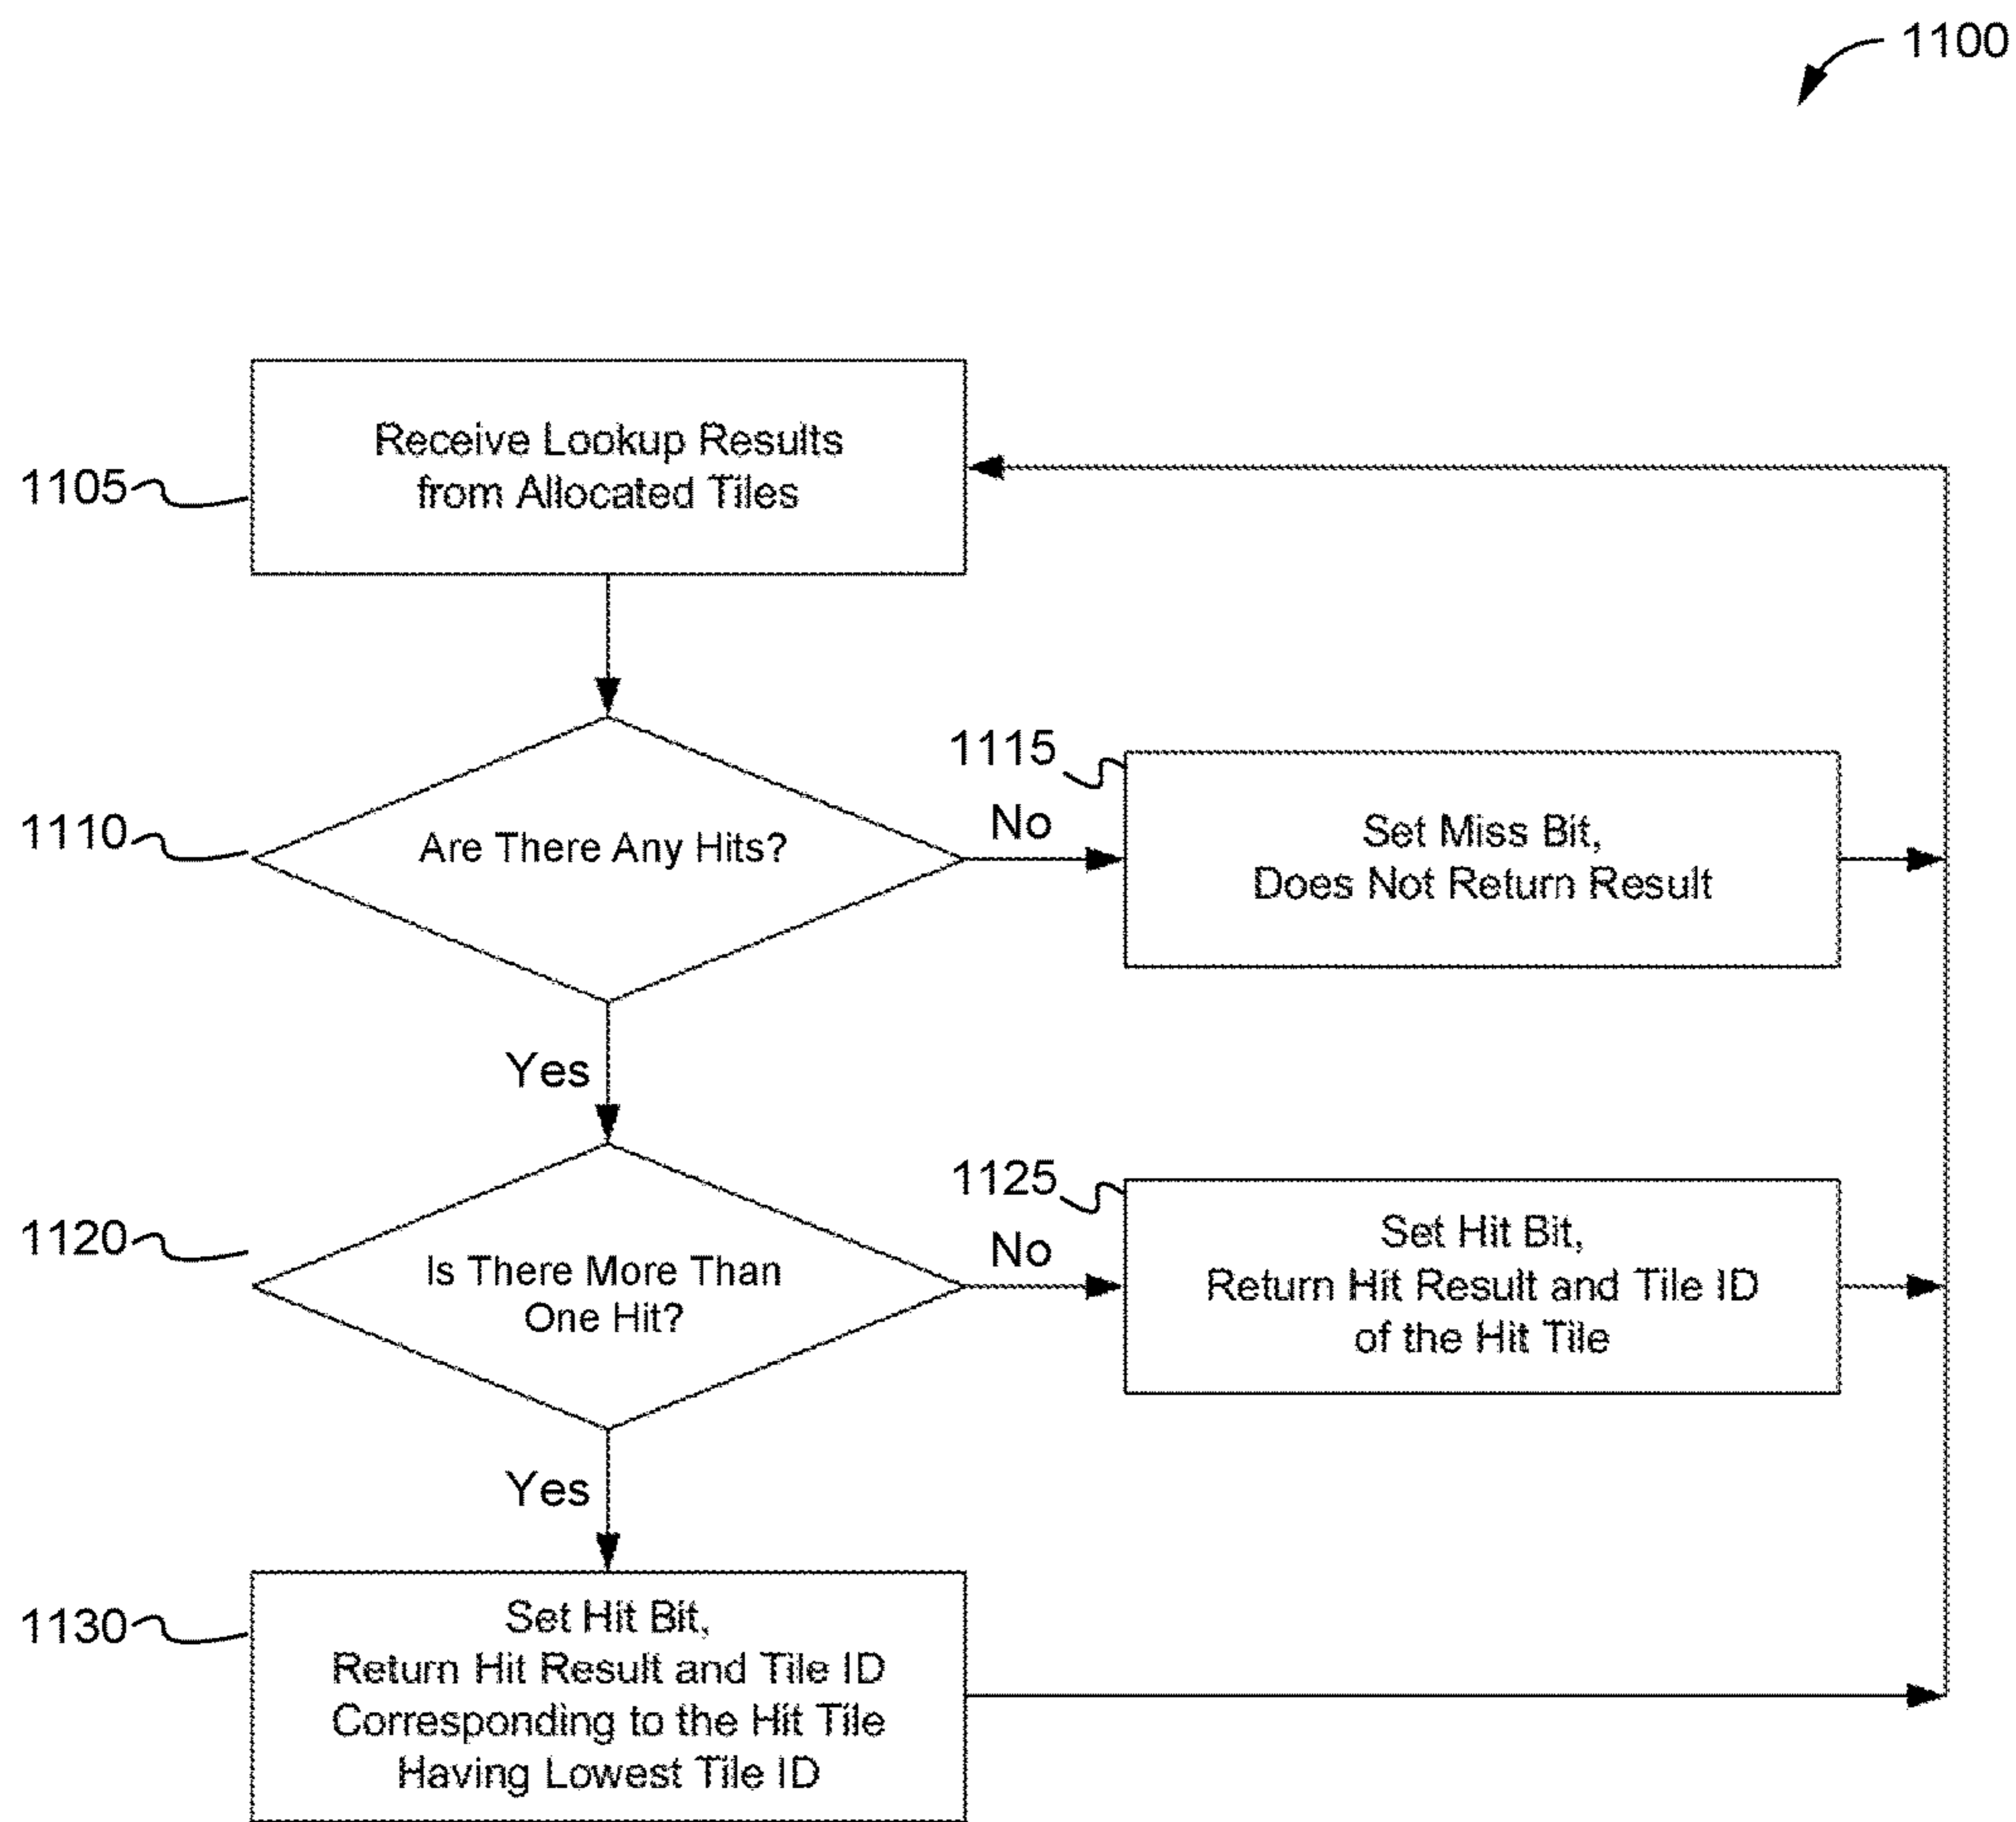 1100
Receive Lookup Results
from Allocated Tiles
1105
1110
Are There Any Hits?
No
1115
Set Miss Bit,
Does Not Return Result
Yes
1120
Is There More Than
One Hit?
No
1125
Set Hit Bit,
Return Hit Result and Tile ID
of the Hit Tile
Yes
1130
Set Hit Bit,
Return Hit Result and Tile ID
Corresponding to the Hit Tile
Having Lowest Tile ID